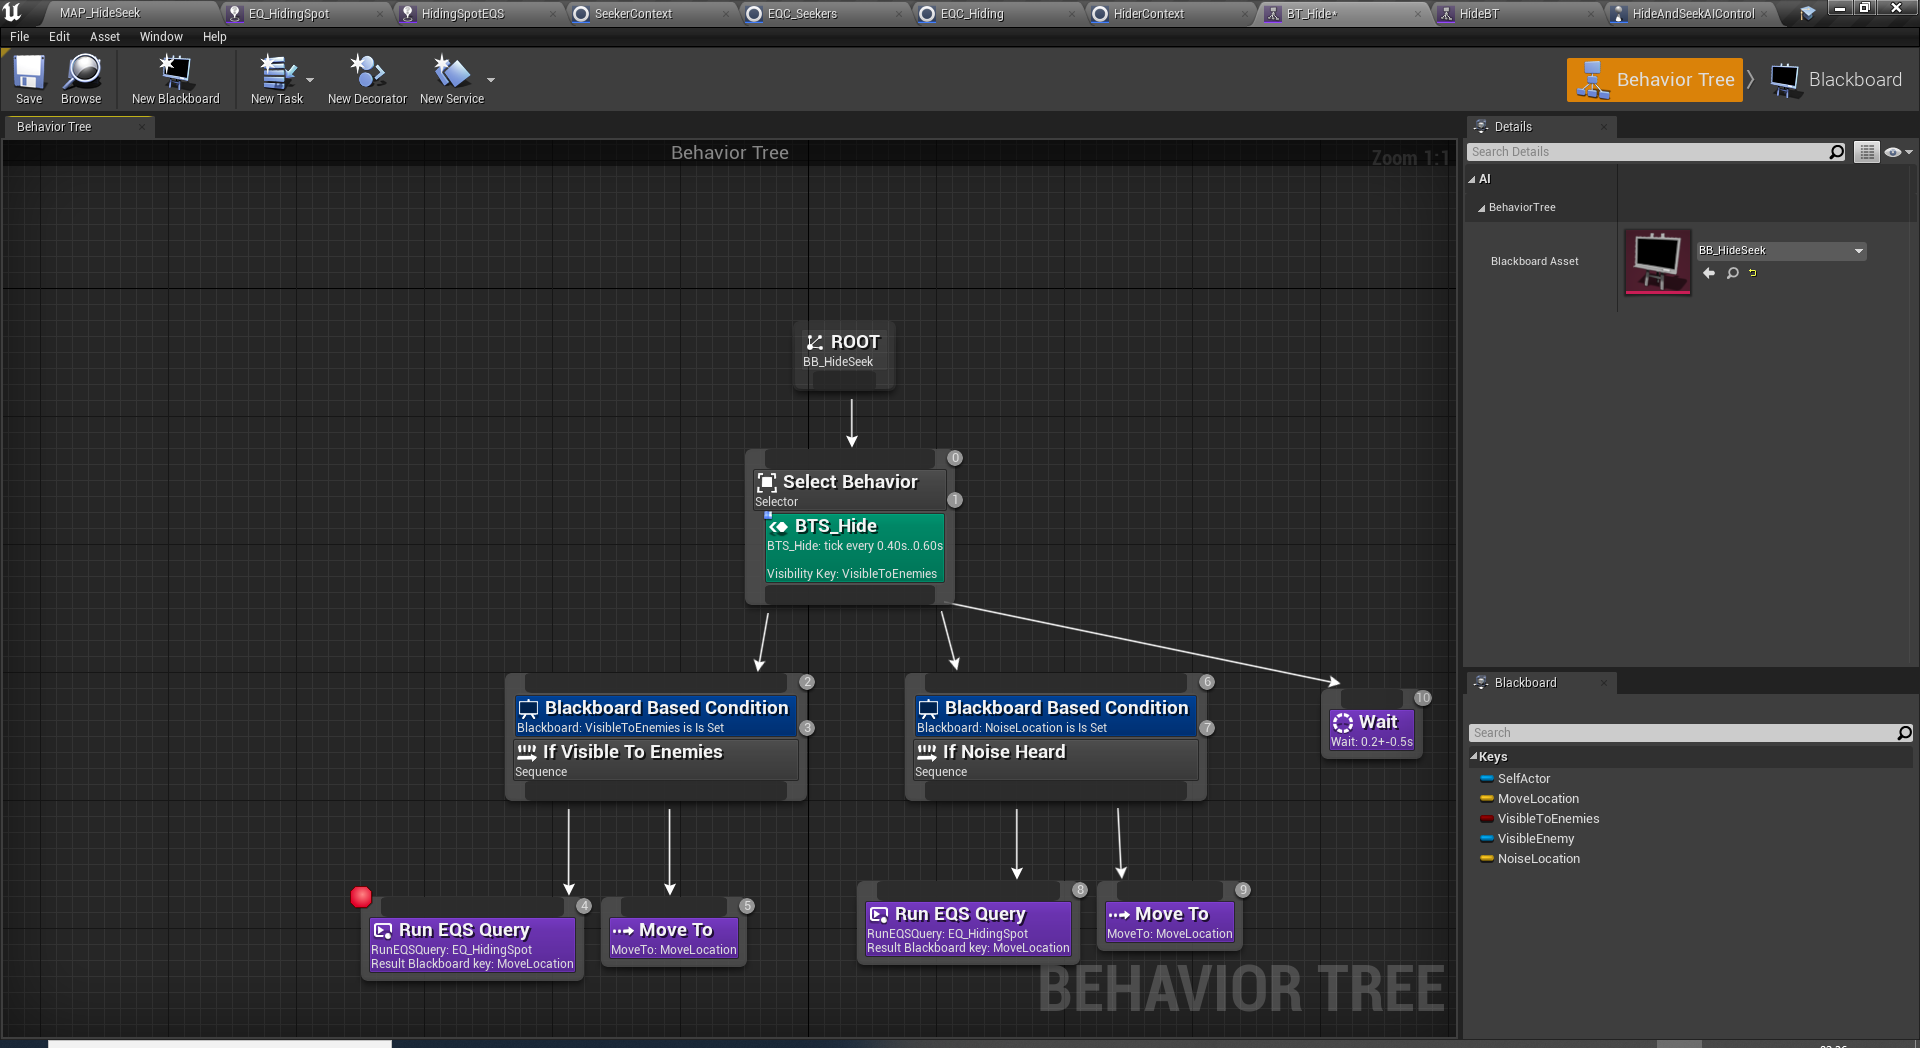 MAP_HideSeek
EQ_HidingSpot
HidingSpotEQS
SeekerContext
EQC_Seekers
EQC_Hiding
HiderContext
BT_Hide*
HideBT
HideAndSeekAIControl
File Edit Asset Window Help
Save
Browse
New Blackboard
New Task
New Decorator
New Service
Behavior Tree
Blackboard
Behavior Tree
Behavior Tree
Zoom 1:1
ROOT
BB_HideSeek
0
Select Behavior
Selector
1
BTS_Hide
BTS_Hide: tick every 0.40s..0.60s
Visibility Key: VisibleToEnemies
2
Blackboard Based Condition
Blackboard: VisibleToEnemies is Is Set
3
If Visible To Enemies
Sequence
6
Blackboard Based Condition
Blackboard: NoiseLocation is Is Set
7
If Noise Heard
Sequence
10
Wait
Wait: 0.2+-0.5s
4
Run EQS Query
RunEQSQuery: EQ_HidingSpot
Result Blackboard key: MoveLocation
5
Move To
MoveTo: MoveLocation
8
Run EQS Query
RunEQSQuery: EQ_HidingSpot
Result Blackboard key: MoveLocation
9
Move To
MoveTo: MoveLocation
BEHAVIOR TREE
Details
Search Details
AI
BehaviorTree
Blackboard Asset
BB_HideSeek
Blackboard
Search
Keys
SelfActor
MoveLocation
VisibleToEnemies
VisibleEnemy
NoiseLocation